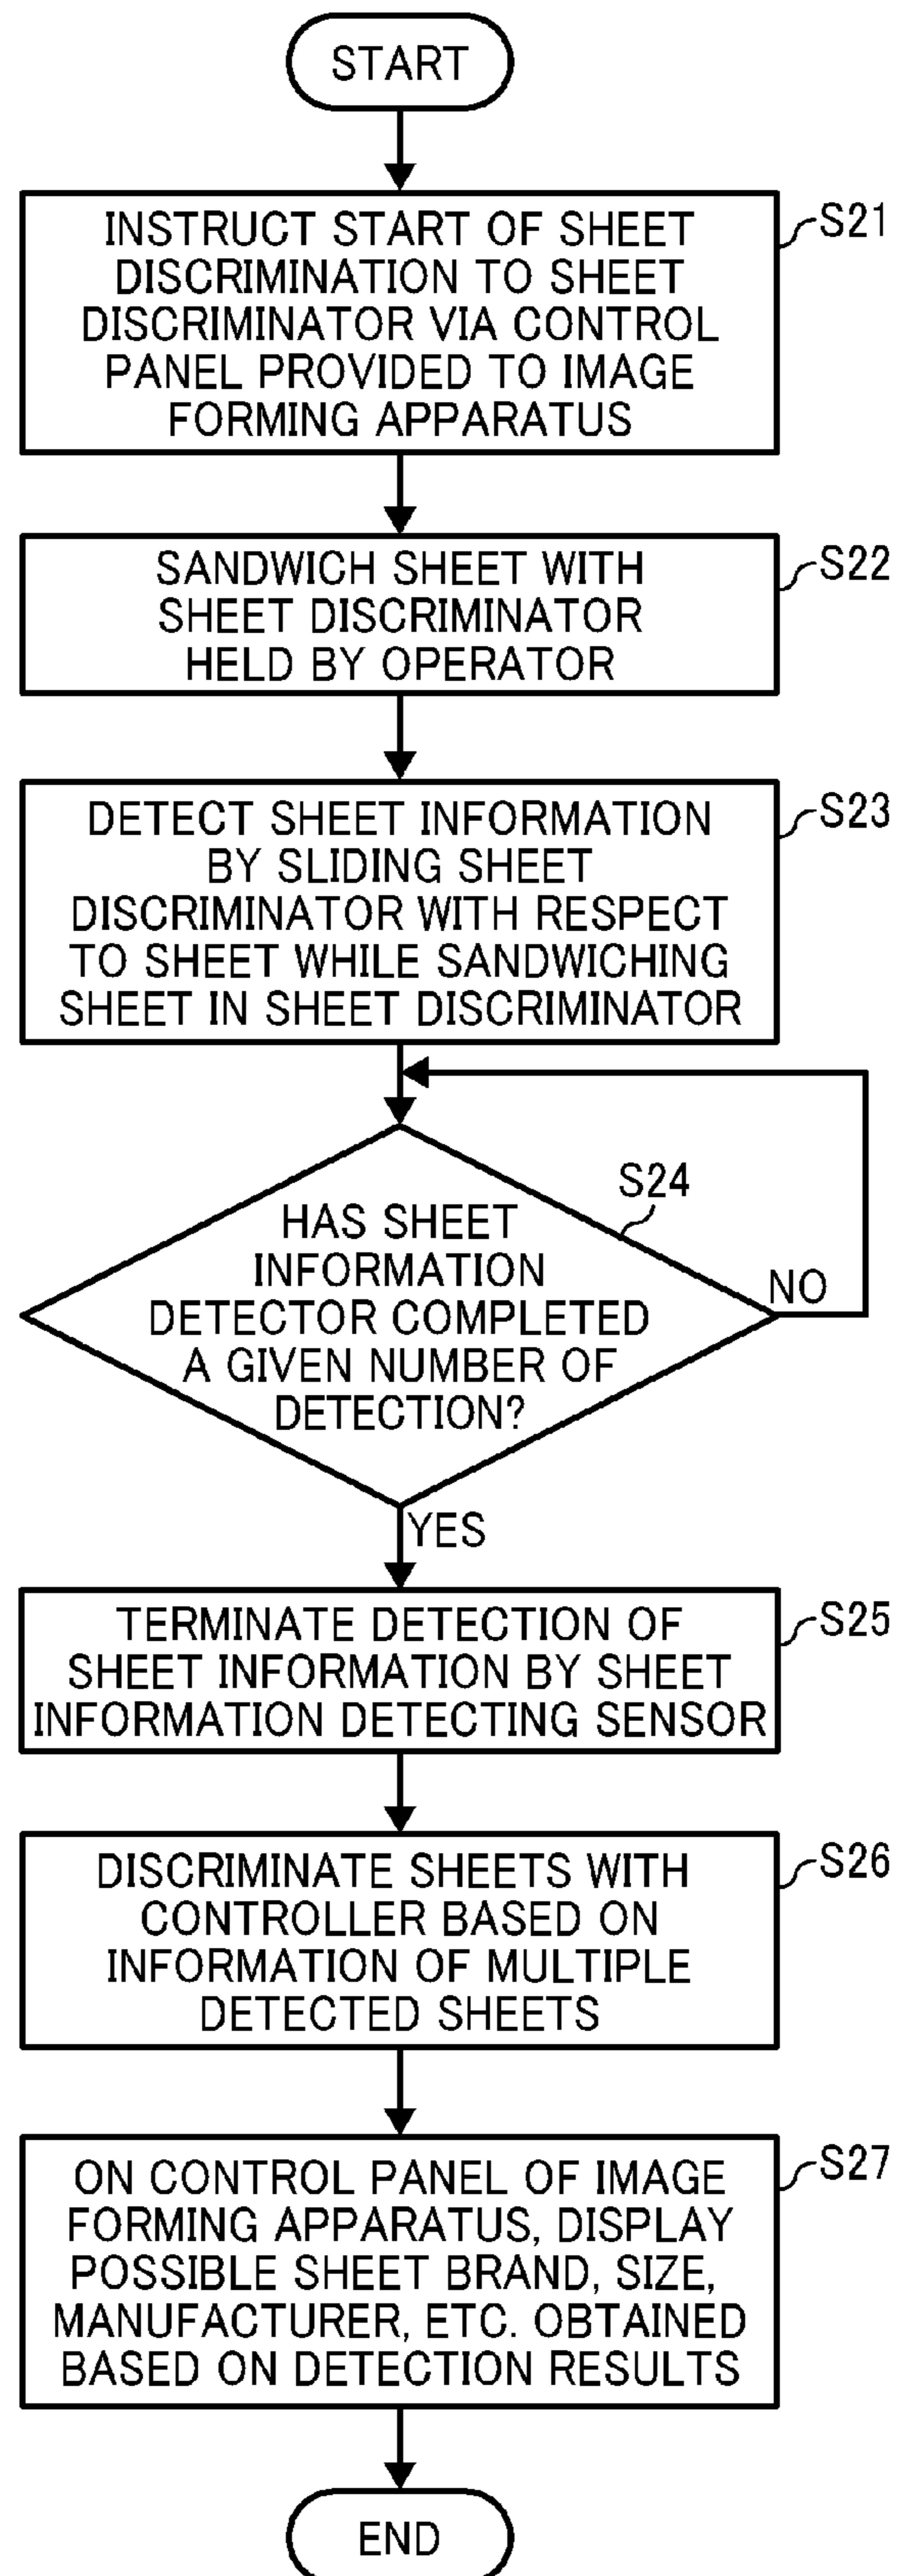 START
INSTRUCT START OF SHEET
DISCRIMINATION TO SHEET
DISCRIMINATOR VIA CONTROL
PANEL PROVIDED TO IMAGE
FORMING APPARATUS
S21
SANDWICH SHEET WITH
SHEET DISCRIMINATOR
HELD BY OPERATOR
S22
DETECT SHEET INFORMATION
BY SLIDING SHEET
DISCRIMINATOR WITH RESPECT
TO SHEET WHILE SANDWICHING
SHEET IN SHEET DISCRIMINATOR
S23
S24
HAS SHEET
INFORMATION
DETECTOR COMPLETED
A GIVEN NUMBER OF
DETECTION?
NO
YES
TERMINATE DETECTION OF
SHEET INFORMATION BY SHEET
INFORMATION DETECTING SENSOR
S25
DISCRIMINATE SHEETS WITH
CONTROLLER BASED ON
INFORMATION OF MULTIPLE
DETECTED SHEETS
S26
ON CONTROL PANEL OF IMAGE
FORMING APPARATUS, DISPLAY
POSSIBLE SHEET BRAND, SIZE,
MANUFACTURER, ETC. OBTAINED
BASED ON DETECTION RESULTS
S27
END